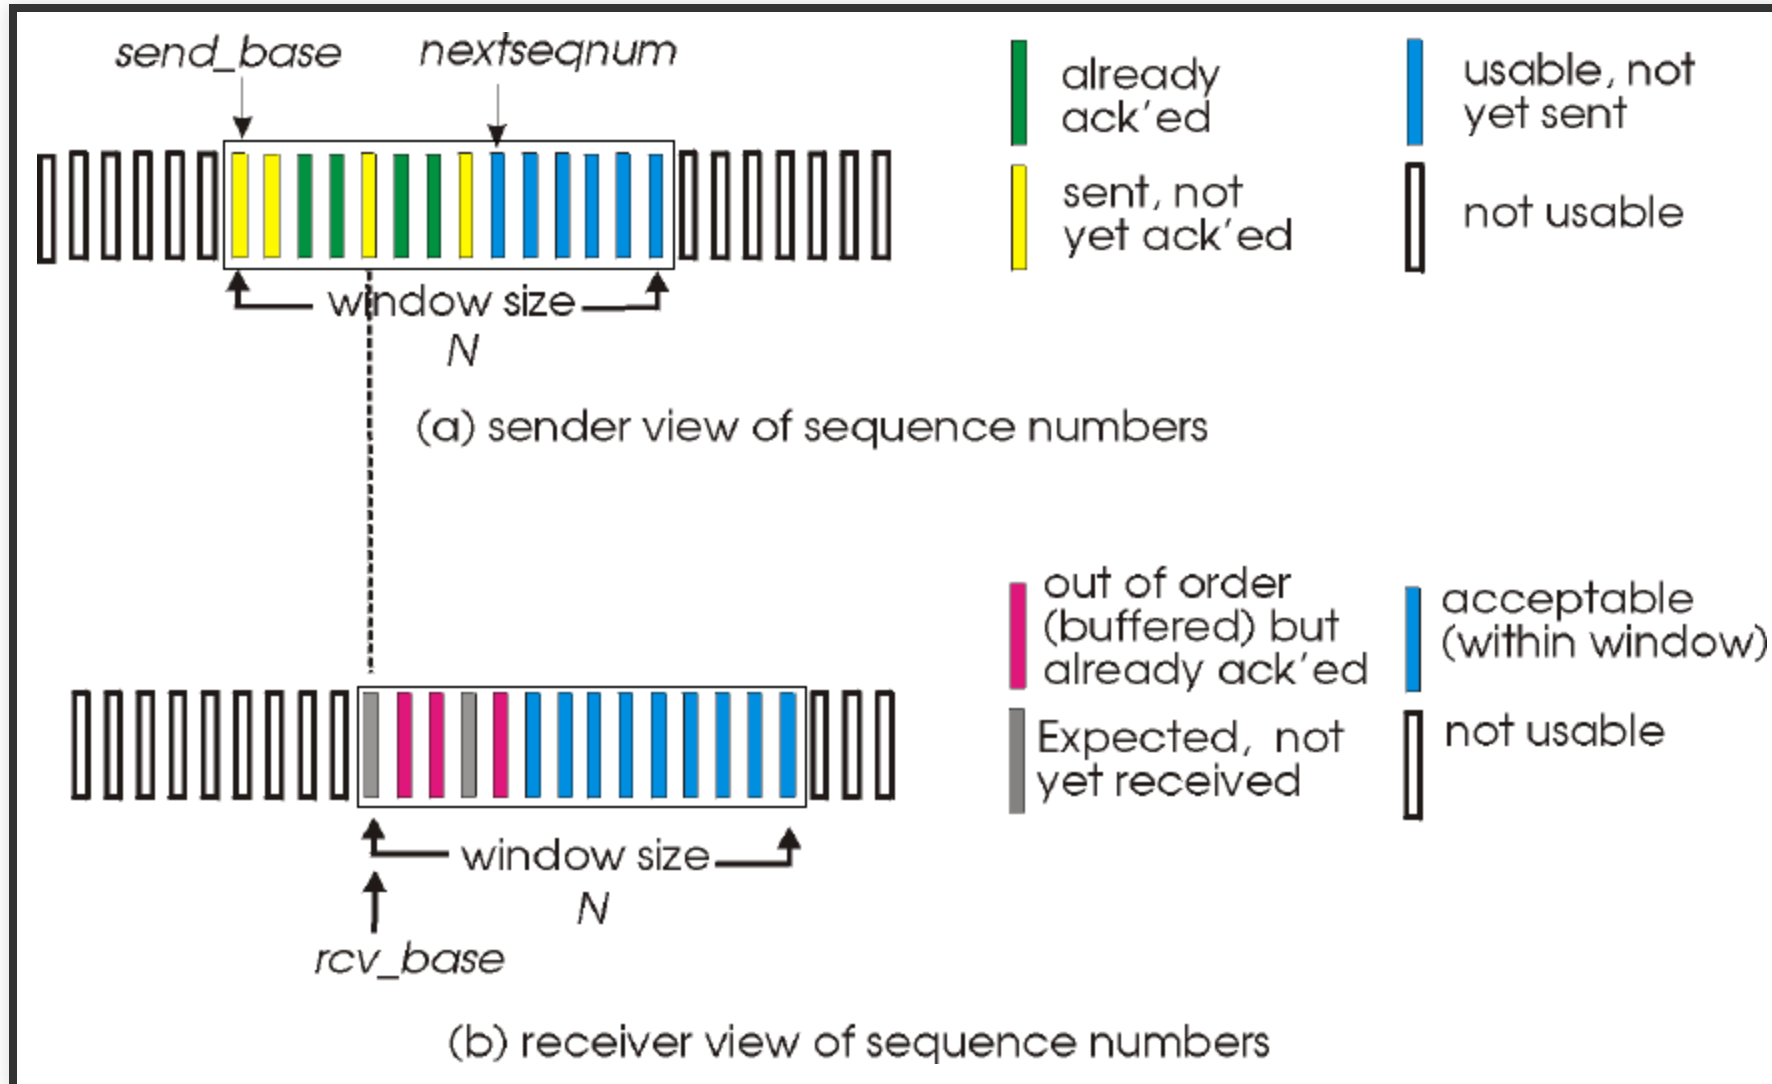 send_base
nextseqnum
already
ack'ed
usable, not
yet sent
sent, not
yet ack'ed
not usable
window size
N
(a) sender view of sequence numbers
out of order
(buffered) but
already ack'ed
acceptable
(within window)
Expected, not
yet received
not usable
window size
N
rcv_base
(b) receiver view of sequence numbers